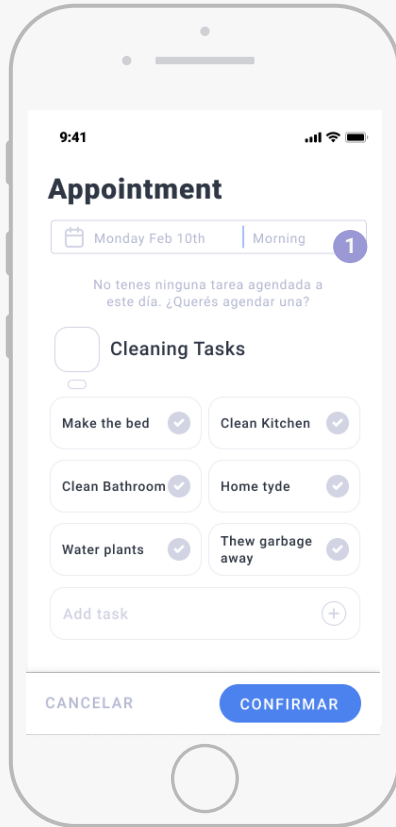 9:41
Appointment
Monday Feb 10th Morning 1
No tenes ninguna tarea agendada a
este día. ¿Querés agendar una?
Cleaning Tasks
Make the bed Clean Kitchen
Clean Bathroom Home tyde
Water plants Thew garbage
away
Add task
CANCELAR CONFIRMAR